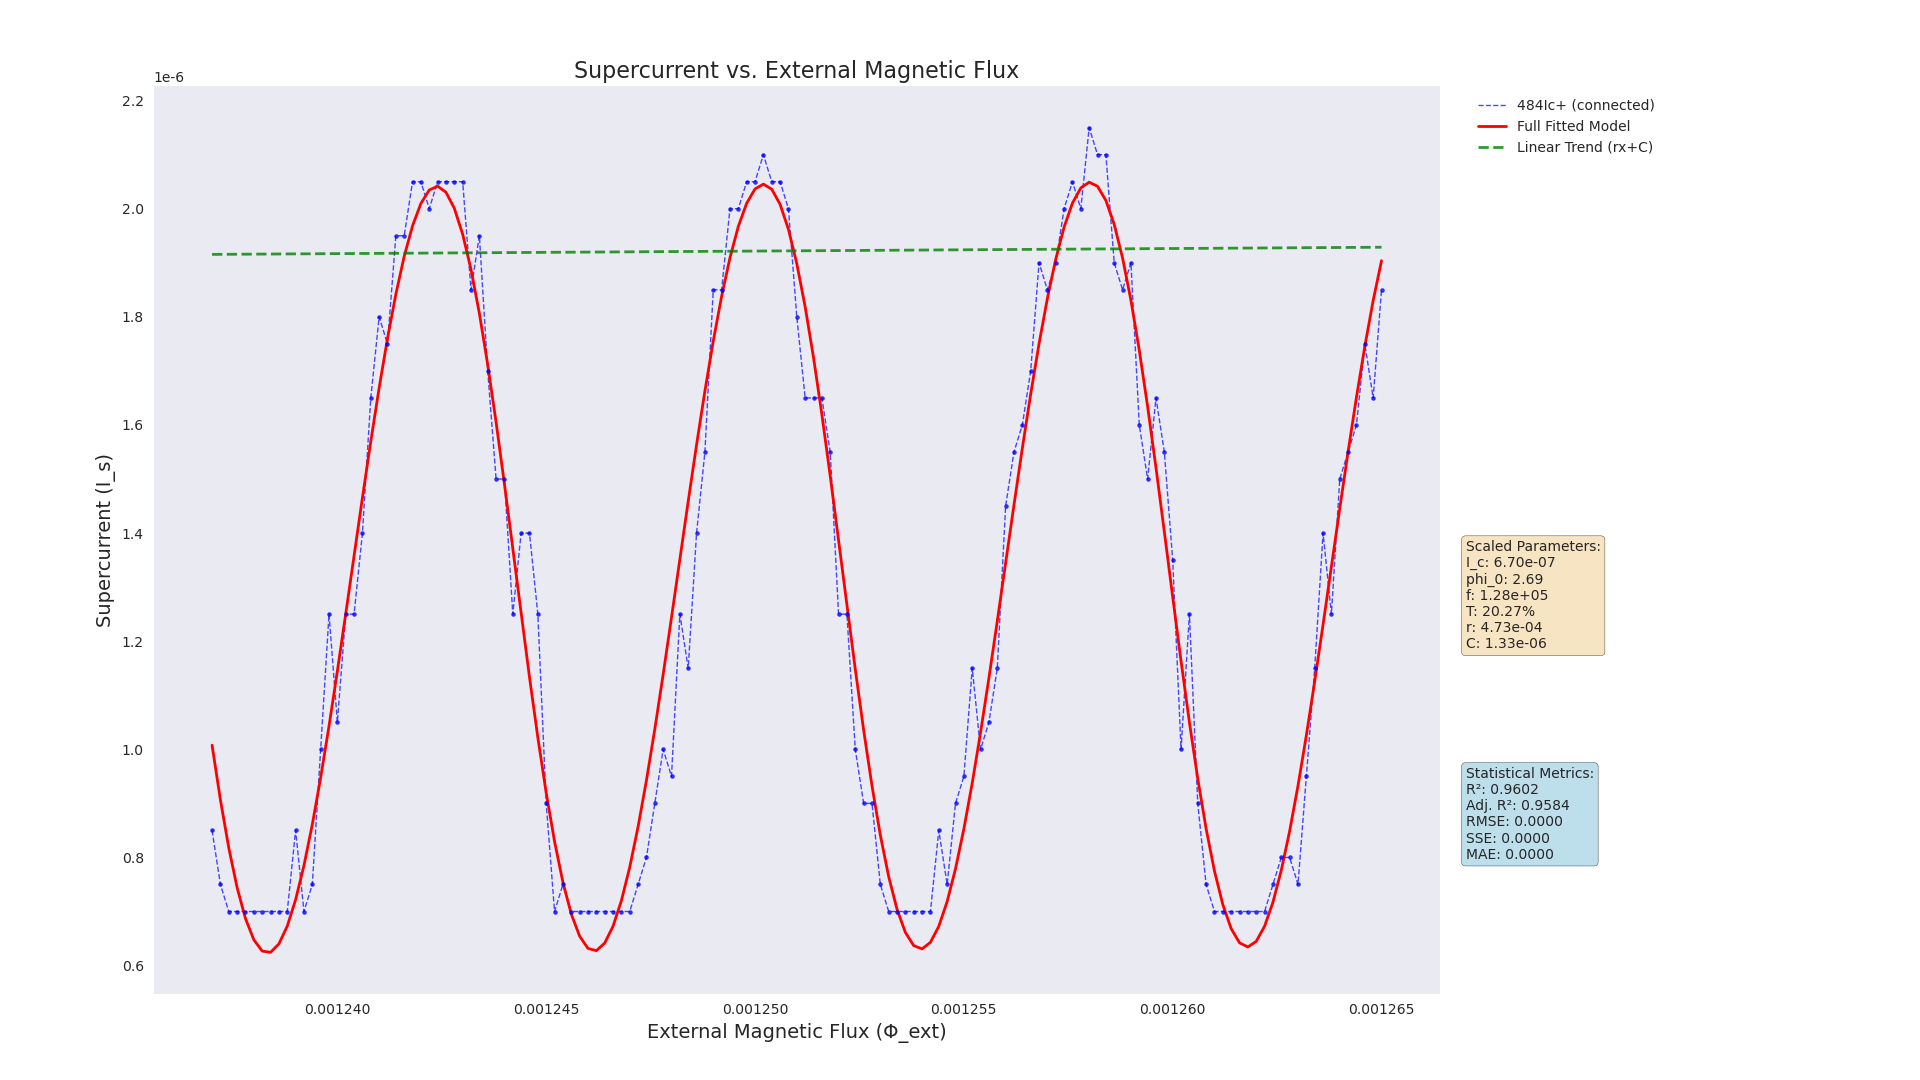 Supercurrent vs. External Magnetic Flux
1e-6
2.2
2.0
1.8
1.6
1.4
1.2
1.0
0.8
0.6
Supercurrent (I_s)
0.001240
0.001245
0.001250
0.001255
0.001260
0.001265
External Magnetic Flux (Φ_ext)
484Ic+ (connected)
Full Fitted Model
Linear Trend (rx+C)
Scaled Parameters:
I_c: 6.70e-07
phi_0: 2.69
f: 1.28e+05
T: 20.27%
r: 4.73e-04
C: 1.33e-06
Statistical Metrics:
R²: 0.9602
Adj. R²: 0.9584
RMSE: 0.0000
SSE: 0.0000
MAE: 0.0000